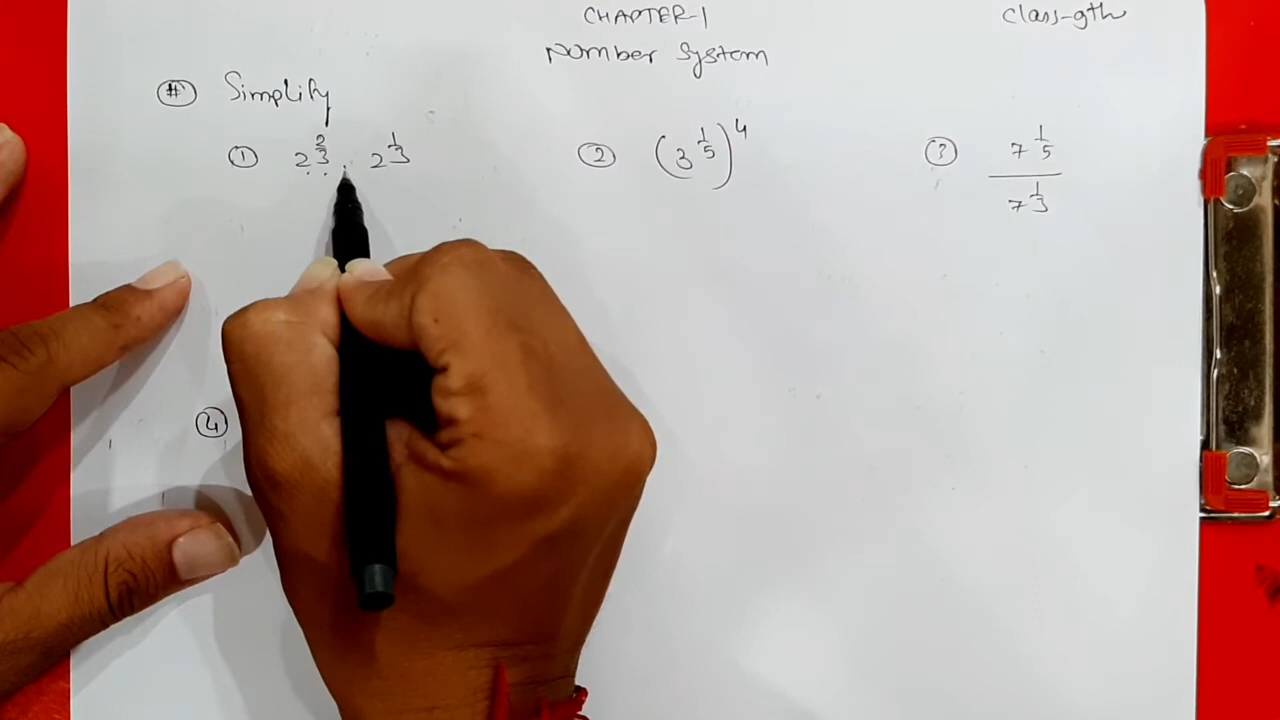 CHAPTER-1
Class-9th
Number System
# Simplify
① 2^{2/3} . 2^{1/3}
② (3^{1/5})^4
③ 7^{1/5} / 7^{1/3}
④